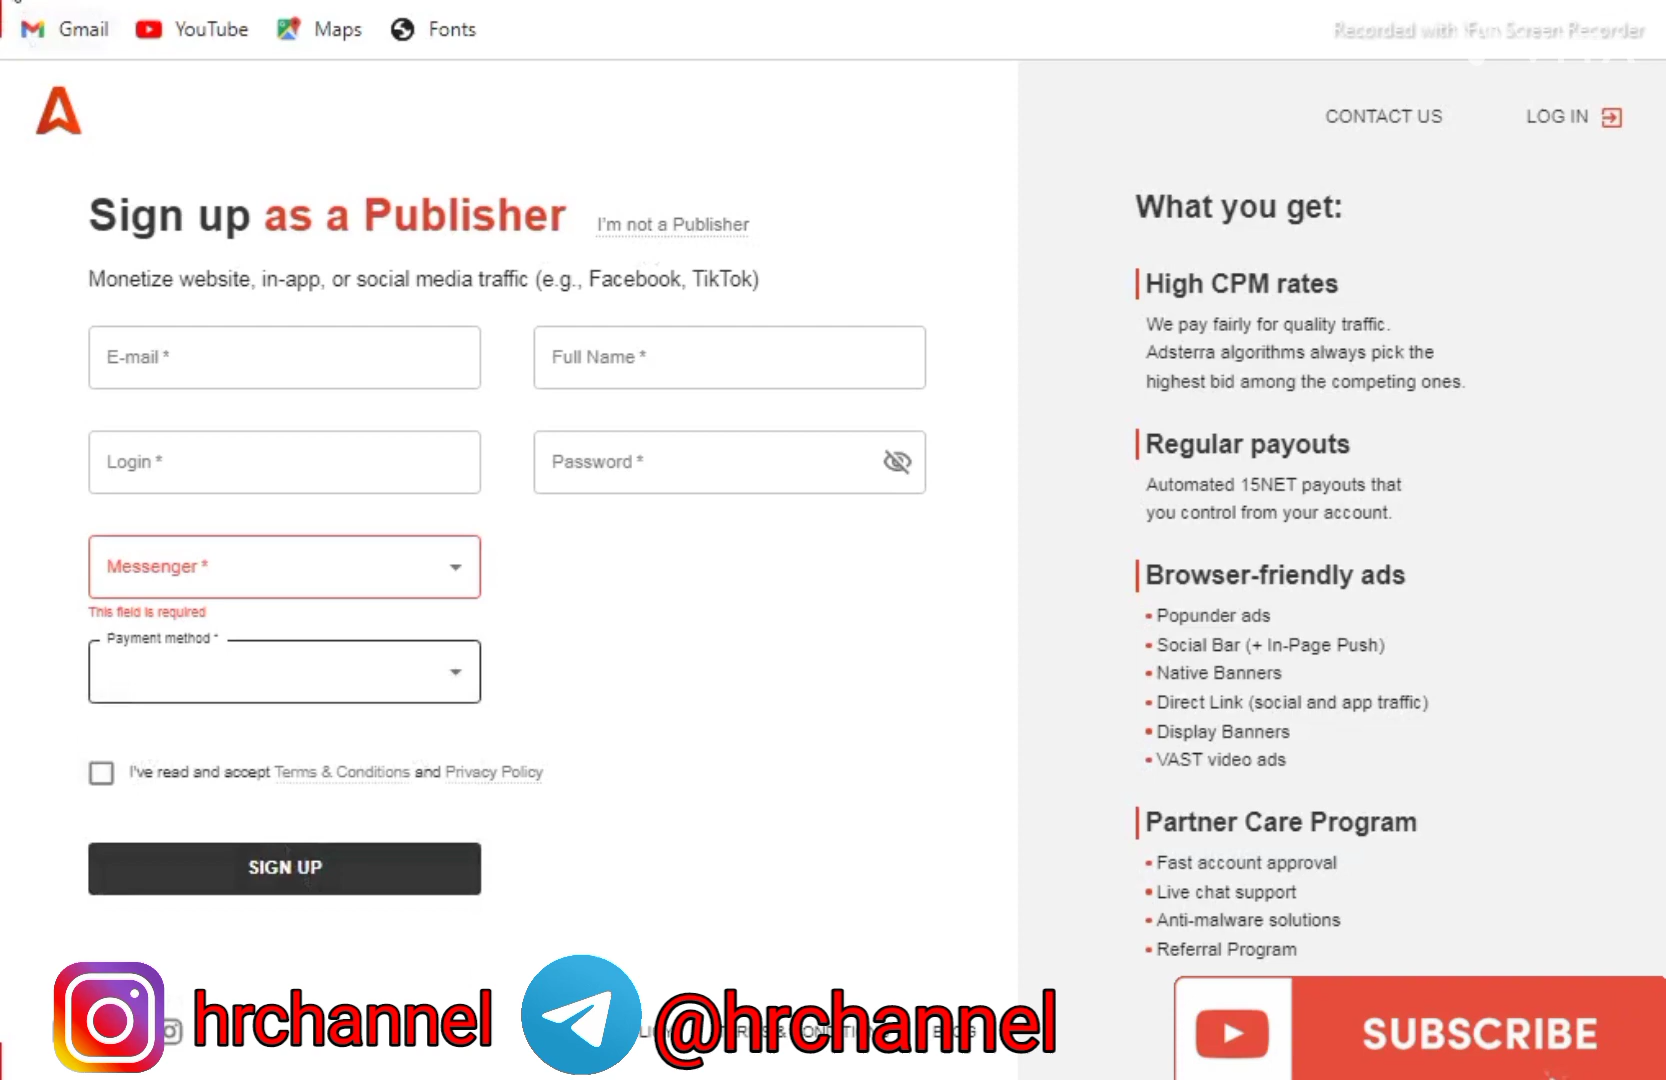 Gmail
YouTube
Maps
Fonts
Recorded with iFun Screen Recorder
CONTACT US
LOG IN
Sign up as a Publisher
I'm not a Publisher
Monetize website, in-app, or social media traffic (e.g., Facebook, TikTok)
E-mail *
Full Name *
Login *
Password *
Messenger *
This field is required
Payment method *
I've read and accept Terms & Conditions and Privacy Policy
SIGN UP
What you get:
High CPM rates
We pay fairly for quality traffic.
Adsterra algorithms always pick the
highest bid among the competing ones.
Regular payouts
Automated 15NET payouts that
you control from your account.
Browser-friendly ads
• Popunder ads
• Social Bar (+ In-Page Push)
• Native Banners
• Direct Link (social and app traffic)
• Display Banners
• VAST video ads
Partner Care Program
• Fast account approval
• Live chat support
• Anti-malware solutions
• Referral Program
hrchannel
@hrchannel
SUBSCRIBE